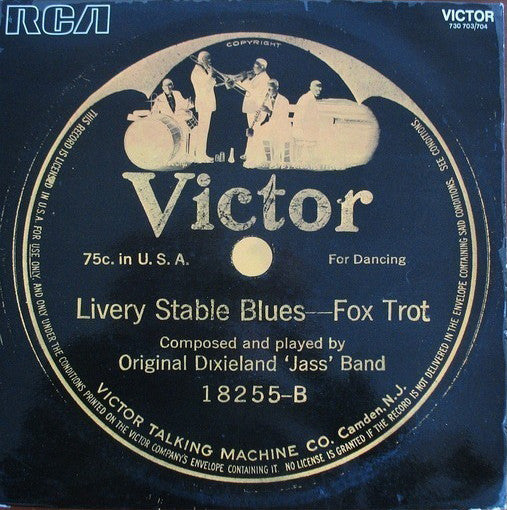 RCA
VICTOR
730 703/704
COPYRIGHT
Victor
75c. in U. S. A.
For Dancing
Livery Stable Blues—Fox Trot
Composed and played by
Original Dixieland 'Jass' Band
18255-B
VICTOR TALKING MACHINE CO. Camden, N.J.
THIS RECORD IS LICENSED FOR USE ONLY, AND ONLY UNDER THE CONDITIONS PRINTED ON THE VICTOR COMPANY'S ENVELOPE CONTAINING IT. NO LICENSE IS GRANTED IF THE RECORD IS NOT DELIVERED IN THE ENVELOPE CONTAINING SAID CONDITIONS. SEE CONDITIONS.
IN U.S.A.